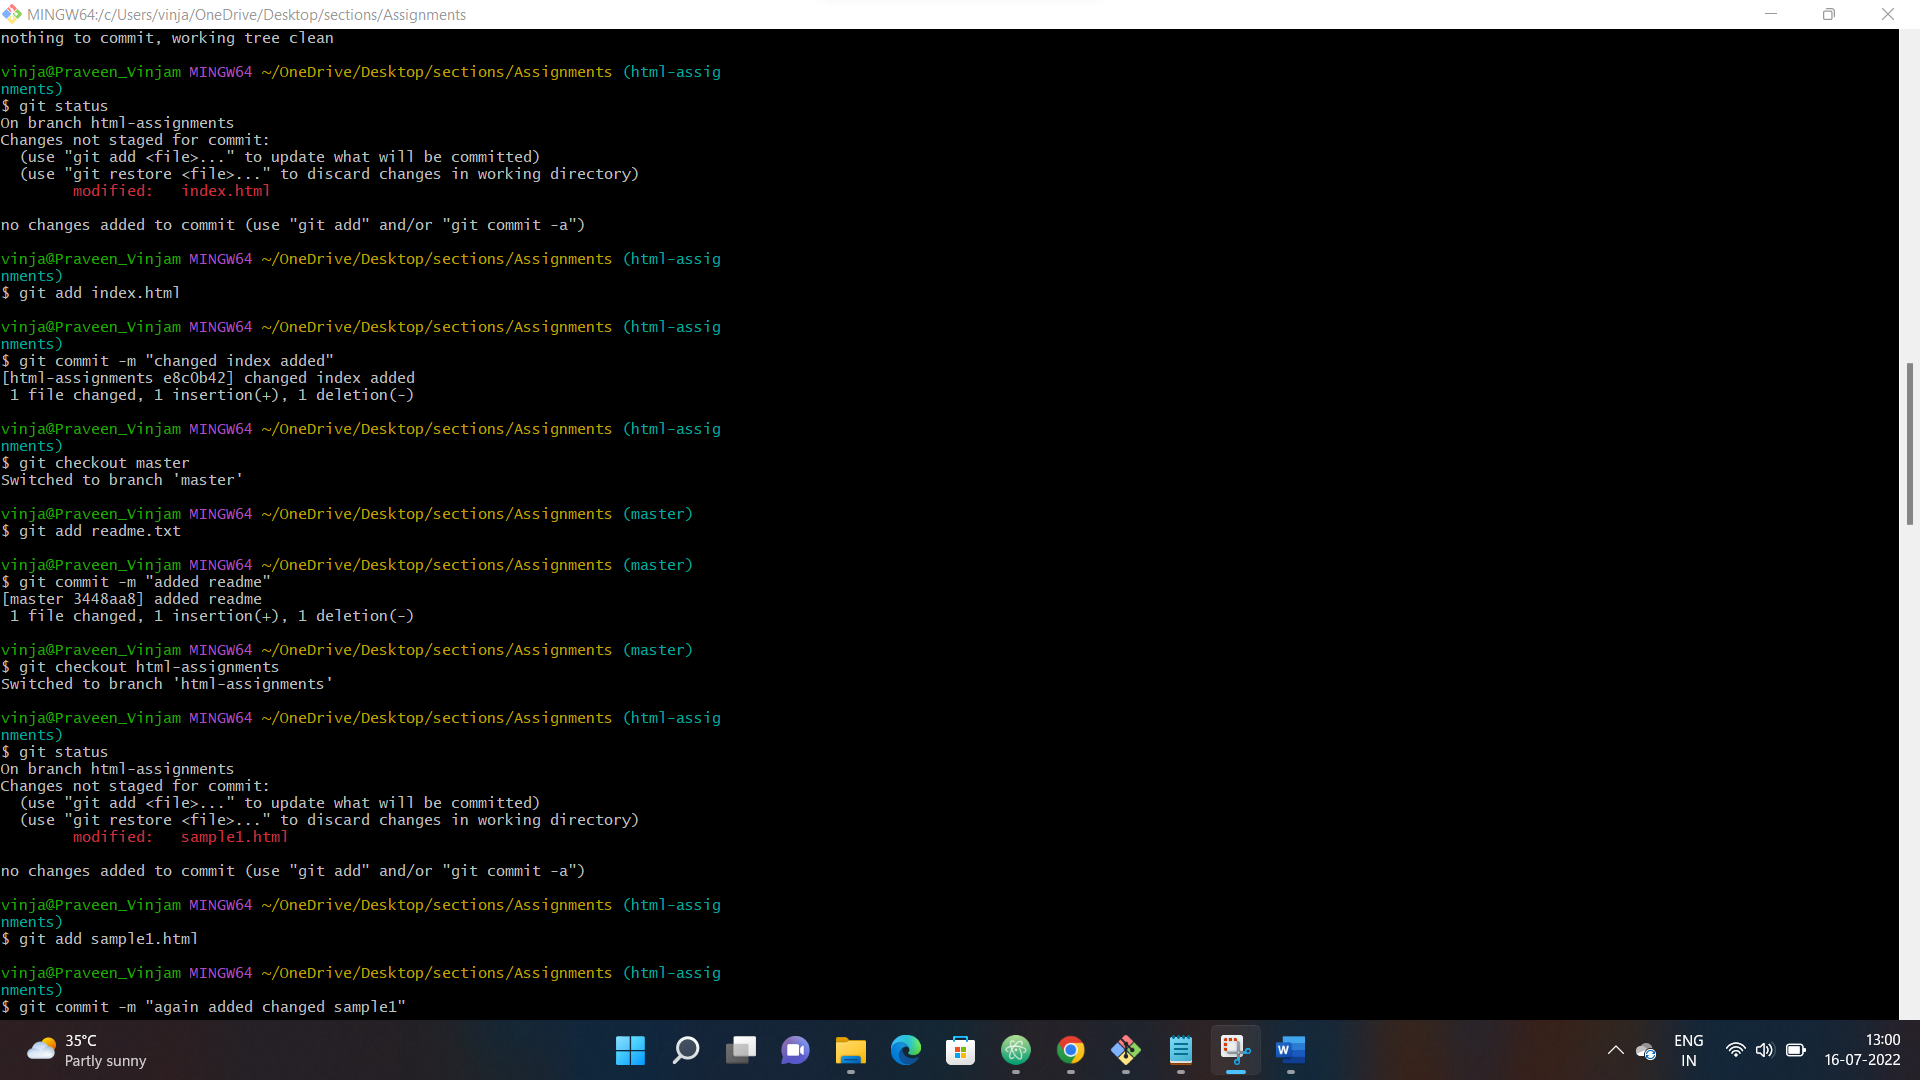 MINGW64:/c/Users/vinja/OneDrive/Desktop/sections/Assignments
nothing to commit, working tree clean
vinja@Praveen_Vinjam MINGW64 ~/OneDrive/Desktop/sections/Assignments (html-assig
nments)
$ git status
On branch html-assignments
Changes not staged for commit:
  (use "git add <file>..." to update what will be committed)
  (use "git restore <file>..." to discard changes in working directory)
        modified:   index.html
no changes added to commit (use "git add" and/or "git commit -a")
vinja@Praveen_Vinjam MINGW64 ~/OneDrive/Desktop/sections/Assignments (html-assig
nments)
$ git add index.html
vinja@Praveen_Vinjam MINGW64 ~/OneDrive/Desktop/sections/Assignments (html-assig
nments)
$ git commit -m "changed index added"
[html-assignments e8c0b42] changed index added
 1 file changed, 1 insertion(+), 1 deletion(-)
vinja@Praveen_Vinjam MINGW64 ~/OneDrive/Desktop/sections/Assignments (html-assig
nments)
$ git checkout master
Switched to branch 'master'
vinja@Praveen_Vinjam MINGW64 ~/OneDrive/Desktop/sections/Assignments (master)
$ git add readme.txt
vinja@Praveen_Vinjam MINGW64 ~/OneDrive/Desktop/sections/Assignments (master)
$ git commit -m "added readme"
[master 3448aa8] added readme
 1 file changed, 1 insertion(+), 1 deletion(-)
vinja@Praveen_Vinjam MINGW64 ~/OneDrive/Desktop/sections/Assignments (master)
$ git checkout html-assignments
Switched to branch 'html-assignments'
vinja@Praveen_Vinjam MINGW64 ~/OneDrive/Desktop/sections/Assignments (html-assig
nments)
$ git status
On branch html-assignments
Changes not staged for commit:
  (use "git add <file>..." to update what will be committed)
  (use "git restore <file>..." to discard changes in working directory)
        modified:   sample1.html
no changes added to commit (use "git add" and/or "git commit -a")
vinja@Praveen_Vinjam MINGW64 ~/OneDrive/Desktop/sections/Assignments (html-assig
nments)
$ git add sample1.html
vinja@Praveen_Vinjam MINGW64 ~/OneDrive/Desktop/sections/Assignments (html-assig
nments)
$ git commit -m "again added changed sample1"
35°C
Partly sunny
W
ENG
IN
13:00
16-07-2022